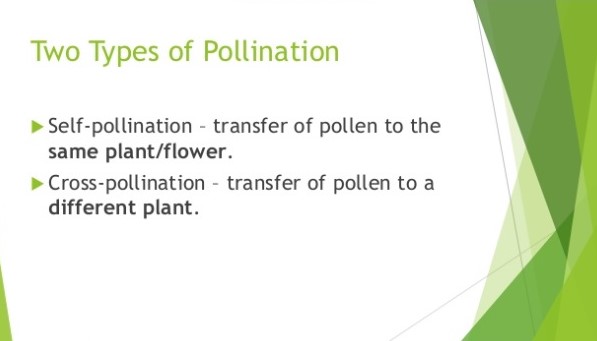 Two Types of Pollination
Self-pollination – transfer of pollen to the
same plant/flower.
Cross-pollination – transfer of pollen to a
different plant.